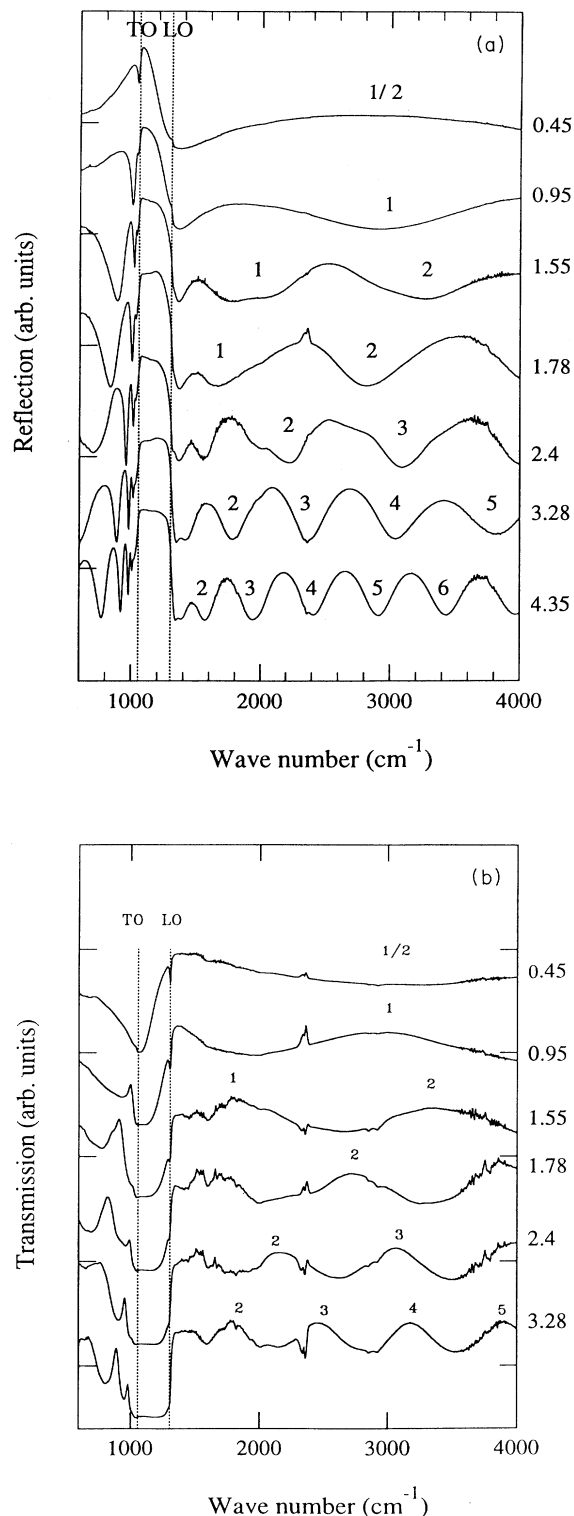 TO LO
(a)
1/2
0.45
0.95
1
1.55
1 2
1.78
1 2
2.4
2 3
3.28
2 3 4 5
4.35
2 3 4 5 6
Reflection (arb. units)
1000 2000 3000 4000
Wave number (cm⁻¹)
(b)
TO LO
1/2
0.45
1
0.95
1 2
1.55
1.78
2
2.4
2 3
3.28
2 3 4 5
Transmission (arb. units)
1000 2000 3000 4000
Wave number (cm⁻¹)